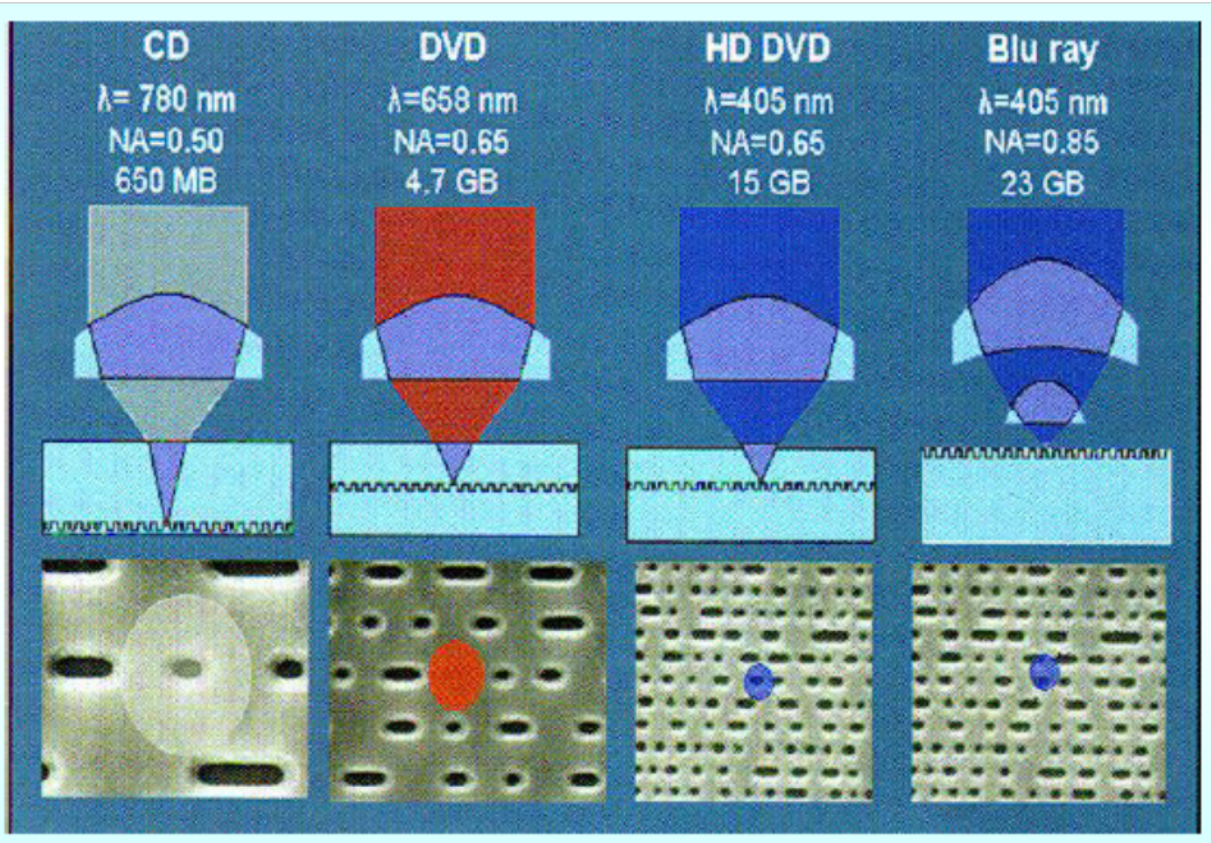 CD
λ= 780 nm
NA=0.50
650 MB
DVD
λ=658 nm
NA=0.65
4.7 GB
HD DVD
λ=405 nm
NA=0.65
15 GB
Blu ray
λ=405 nm
NA=0.85
23 GB